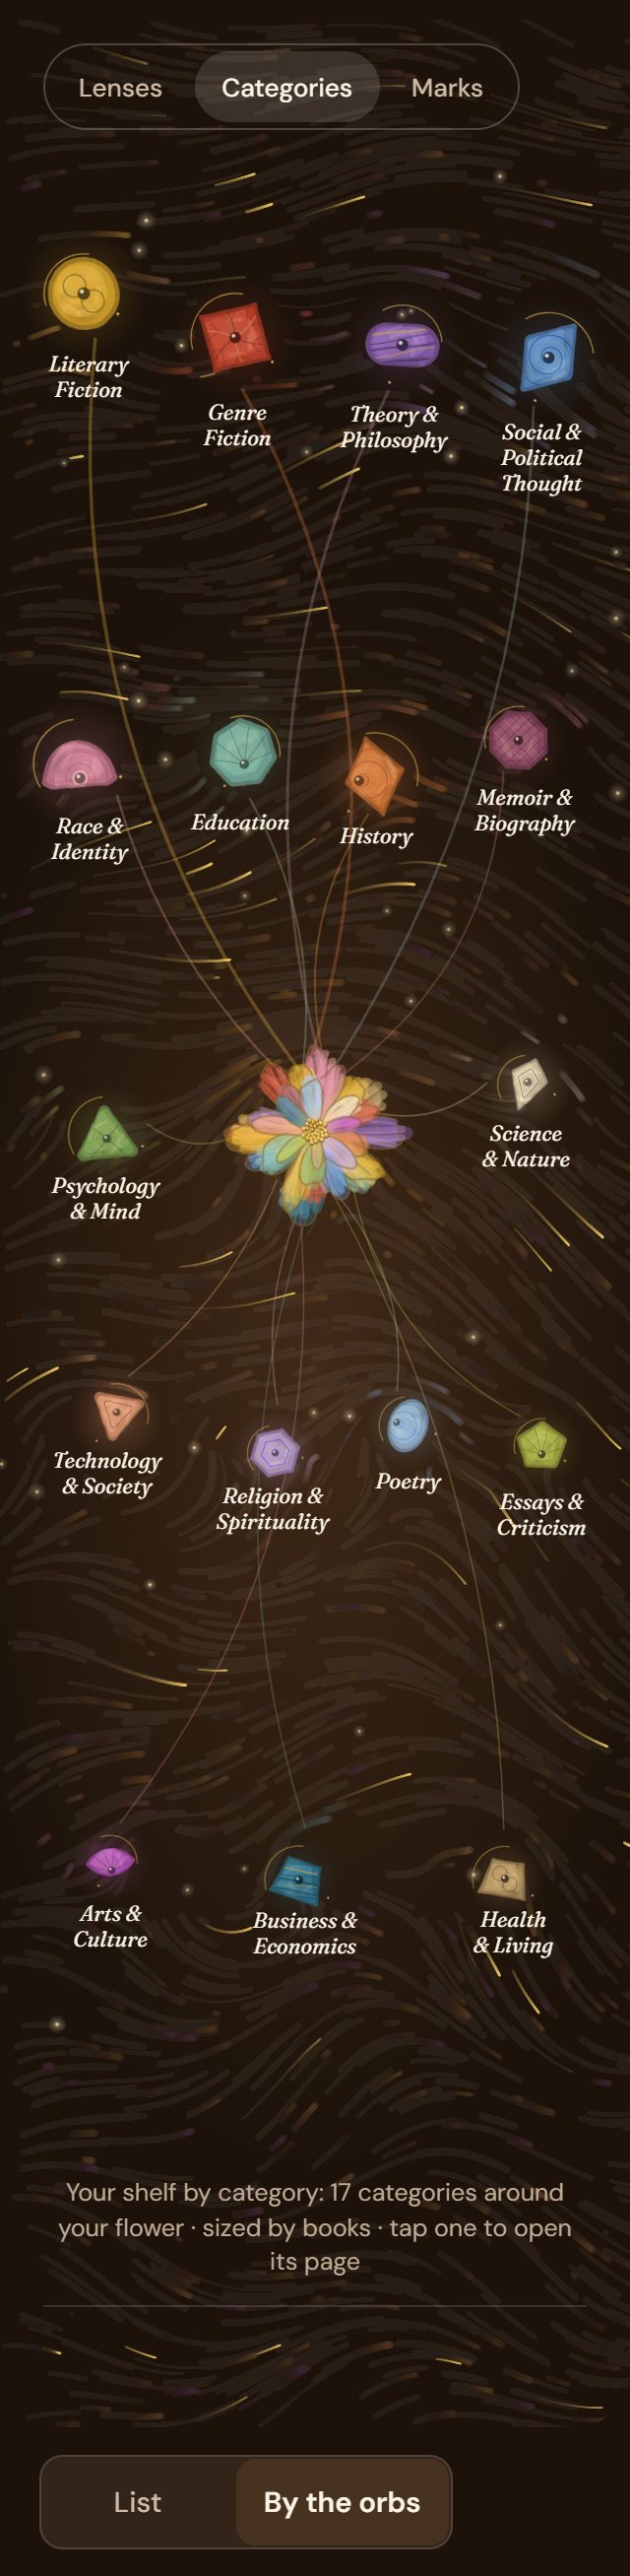 Lenses Categories Marks
Literary
Fiction
Genre
Fiction
Theory &
Philosophy
Social &
Political
Thought
Race &
Identity
Education
History
Memoir &
Biography
Psychology
& Mind
Science
& Nature
Technology
& Society
Religion &
Spirituality
Poetry
Essays &
Criticism
Arts &
Culture
Business &
Economics
Health
& Living
Your shelf by category: 17 categories around
your flower · sized by books · tap one to open
its page
List By the orbs